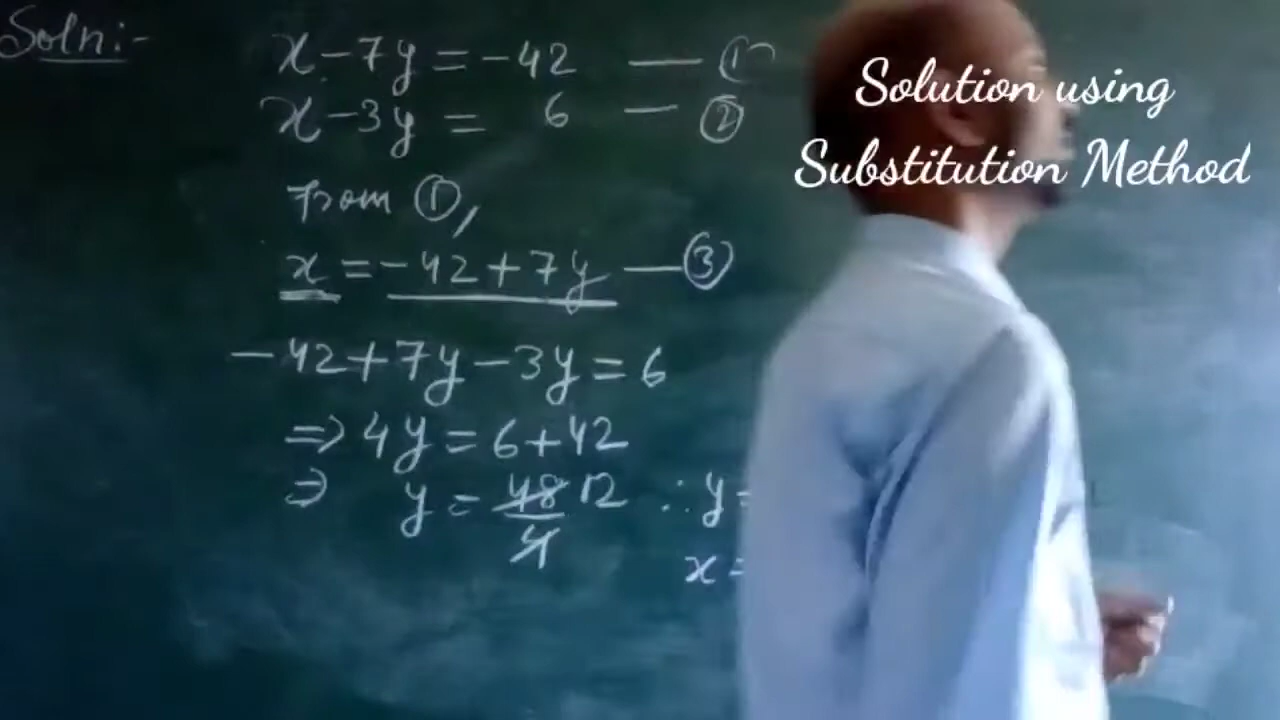 Soln:-
x-7y=-42 — ①
x-3y= 6 — ②
from ①,
x=-42+7y — ③
-42+7y-3y=6
⇒ 4y=6+42
⇒ y= 48/4 12 ∴ y=
x=
Solution using
Substitution Method